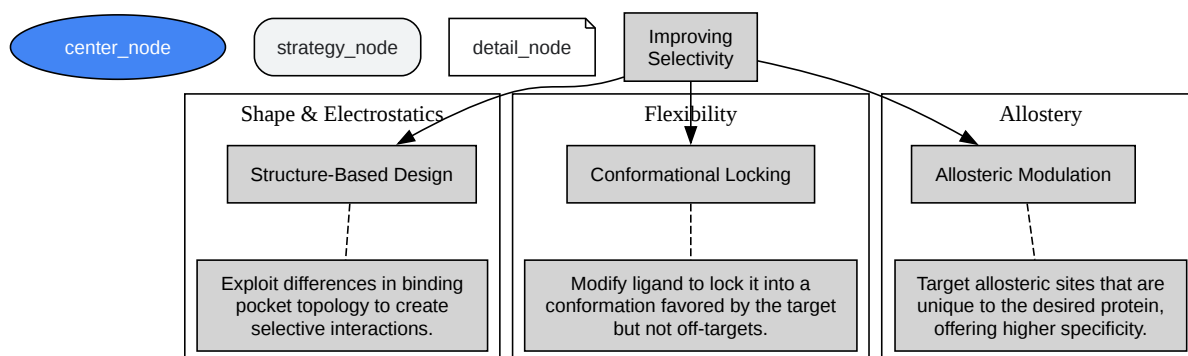 center_node
strategy_node
detail_node
Improving
Selectivity
Shape & Electrostatics
Flexibility
Allostery
Structure-Based Design
Conformational Locking
Allosteric Modulation
Exploit differences in binding
pocket topology to create
selective interactions.
Modify ligand to lock it into a
conformation favored by the target
but not off-targets.
Target allosteric sites that are
unique to the desired protein,
offering higher specificity.